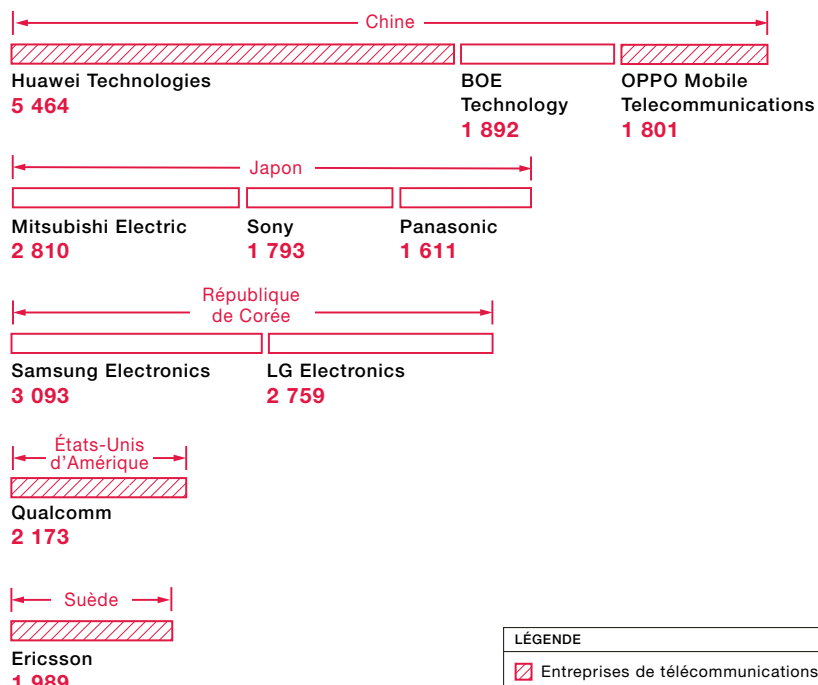 Chine
Huawei Technologies
5 464
BOE
Technology
1 892
OPPO Mobile
Telecommunications
1 801
Japon
Mitsubishi Electric
2 810
Sony
1 793
Panasonic
1 611
République
de Corée
Samsung Electronics
3 093
LG Electronics
2 759
États-Unis
d'Amérique
Qualcomm
2 173
Suède
Ericsson
1 989
LÉGENDE
Entreprises de télécommunications